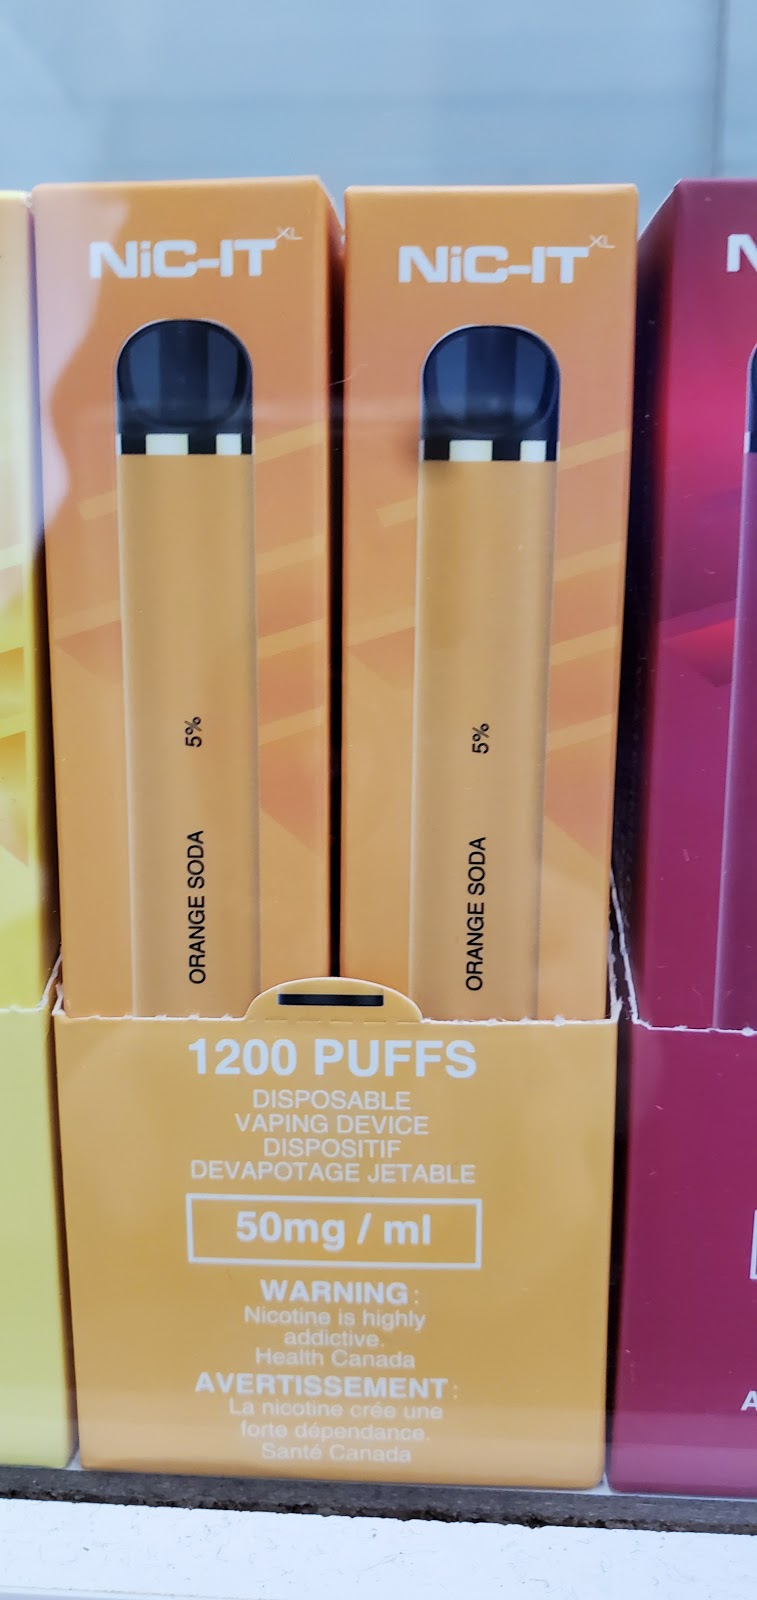 NiC-IT XL
NiC-IT XL
N
5%
5%
ORANGE SODA
ORANGE SODA
1200 PUFFS
DISPOSABLE
VAPING DEVICE
DISPOSITIF
DEVAPOTAGE JETABLE
50mg / ml
WARNING:
Nicotine is highly
addictive.
Health Canada
AVERTISSEMENT:
La nicotine crée une
forte dépendance.
Santé Canada
A